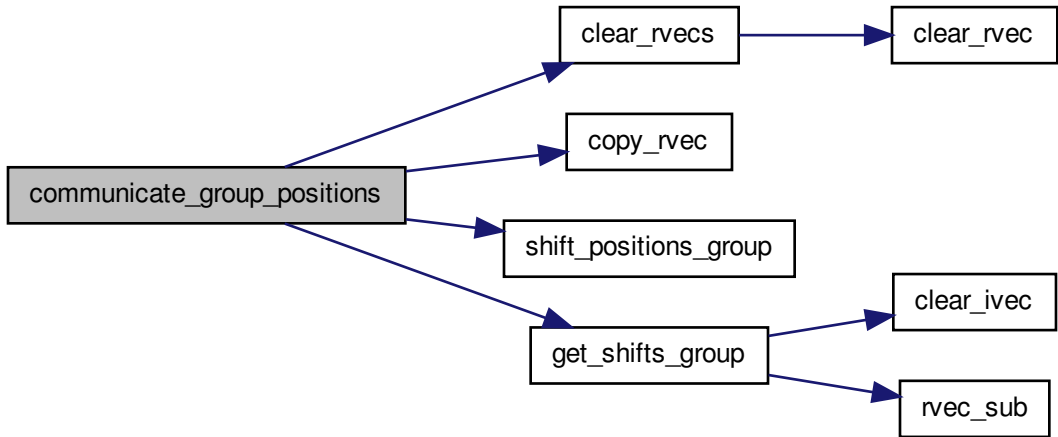 clear_rvecs
clear_rvec
copy_rvec
communicate_group_positions
shift_positions_group
clear_ivec
get_shifts_group
rvec_sub